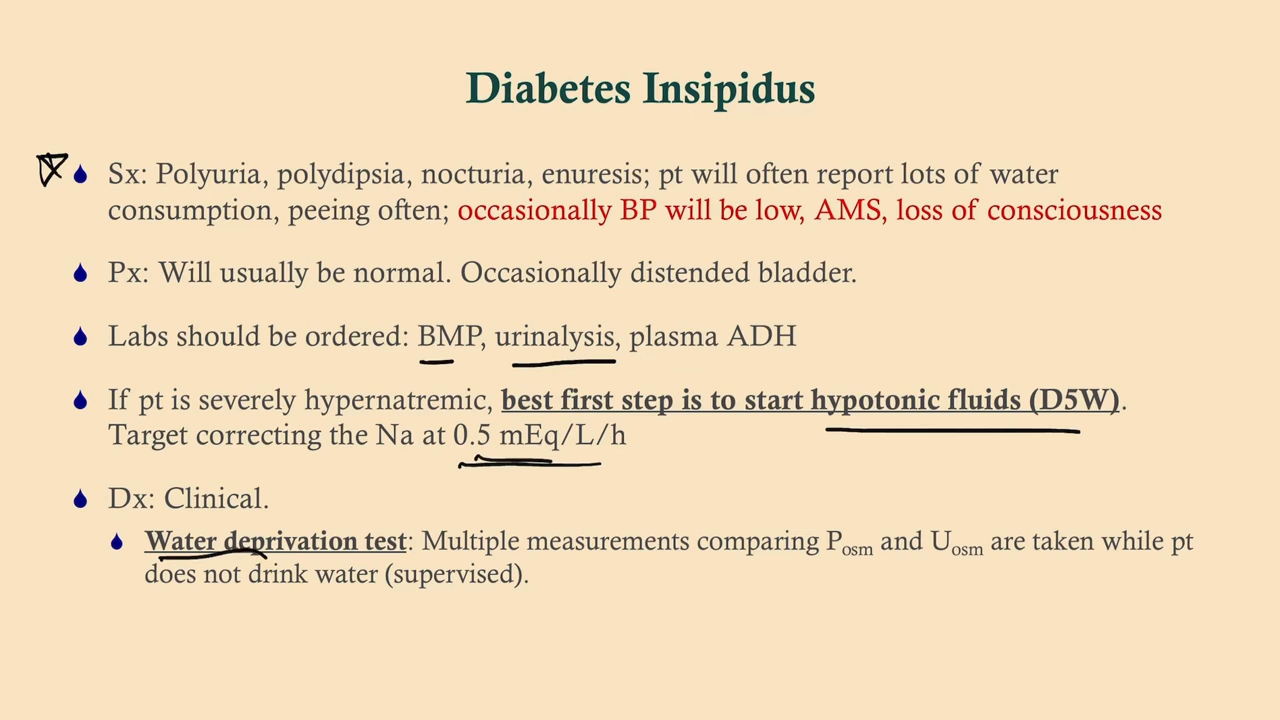 Diabetes Insipidus
Sx: Polyuria, polydipsia, nocturia, enuresis; pt will often report lots of water
consumption, peeing often; occasionally BP will be low, AMS, loss of consciousness
Px: Will usually be normal. Occasionally distended bladder.
Labs should be ordered: BMP, urinalysis, plasma ADH
If pt is severely hypernatremic, best first step is to start hypotonic fluids (D5W).
Target correcting the Na at 0.5 mEq/L/h
Dx: Clinical.
Water deprivation test: Multiple measurements comparing Posm and Uosm are taken while pt
does not drink water (supervised).